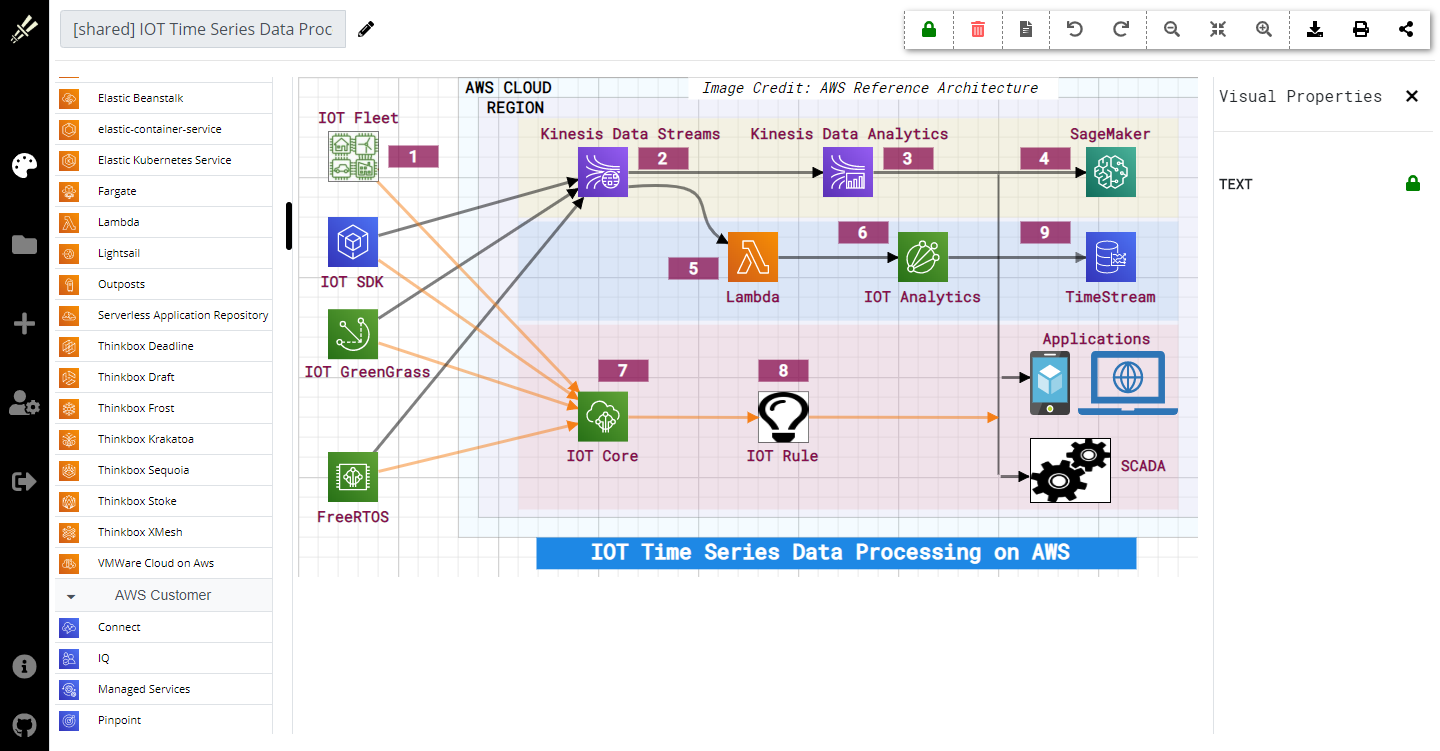 [shared] IOT Time Series Data Proc
Elastic Beanstalk
elastic-container-service
Elastic Kubernetes Service
Fargate
Lambda
Lightsail
Outposts
Serverless Application Repository
Thinkbox Deadline
Thinkbox Draft
Thinkbox Frost
Thinkbox Krakatoa
Thinkbox Sequoia
Thinkbox Stoke
Thinkbox XMesh
VMWare Cloud on Aws
AWS Customer
Connect
IQ
Managed Services
Pinpoint
AWS CLOUD
Image Credit: AWS Reference Architecture
REGION
IOT Fleet
1
Kinesis Data Streams
2
Kinesis Data Analytics
3
4
SageMaker
IOT SDK
5
Lambda
6
IOT Analytics
9
TimeStream
IOT GreenGrass
Applications
7
IOT Core
8
IOT Rule
SCADA
FreeRTOS
IOT Time Series Data Processing on AWS
Visual Properties
TEXT